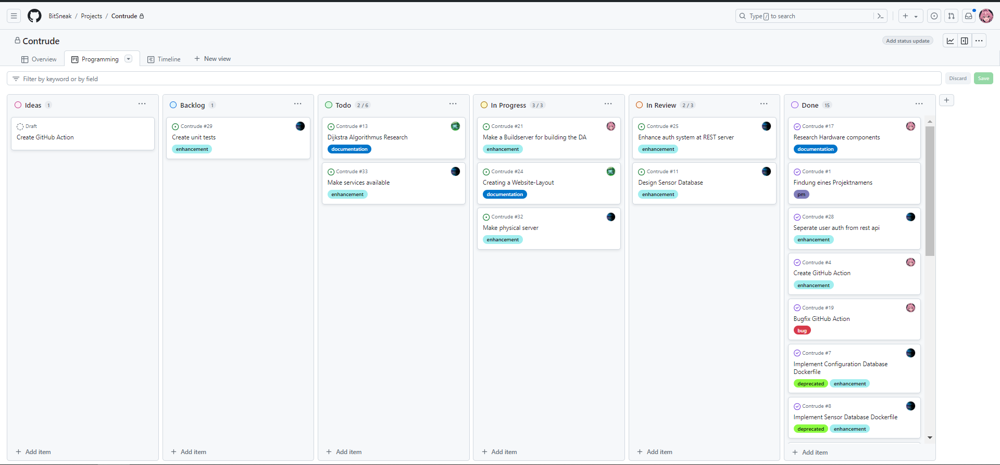 BitSneak / Projects / Contrude
Type / to search
Contrude
Add status update
Overview
Programming
Timeline
New view
Filter by keyword or by field
Discard
Save
Ideas 1
Draft
Create GitHub Action
Add item
Backlog 1
Contrude #29
Create unit tests
enhancement
Add item
Todo 2 / 6
Contrude #13
Dijkstra Algorithmus Research
documentation
Contrude #33
Make services available
enhancement
Add item
In Progress 3 / 3
Contrude #21
Make a Buildserver for building the DA
enhancement
Contrude #24
Creating a Website-Layout
documentation
Contrude #32
Make physical server
enhancement
Add item
In Review 2 / 3
Contrude #25
Enhance auth system at REST server
enhancement
Contrude #11
Design Sensor Database
enhancement
Add item
Done 15
Contrude #17
Research Hardware components
documentation
Contrude #1
Findung eines Projektnamens
pm
Contrude #28
Seperate user auth from rest api
enhancement
Contrude #4
Create GitHub Action
enhancement
Contrude #19
Bugfix GitHub Action
bug
Contrude #7
Implement Configuration Database
Dockerfile
deprecated enhancement
Contrude #8
Implement Sensor Database Dockerfile
deprecated enhancement
Add item